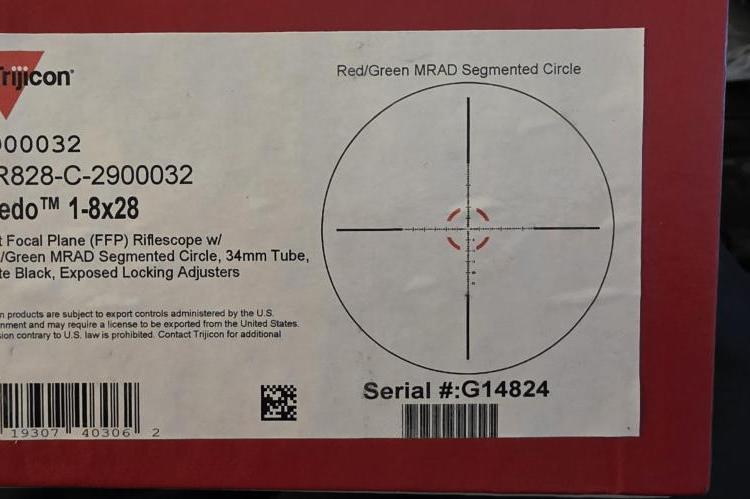 Trijicon
Red/Green MRAD Segmented Circle
00032
R828-C-2900032
edo™ 1-8x28
t Focal Plane (FFP) Riflescope w/
/Green MRAD Segmented Circle, 34mm Tube,
te Black, Exposed Locking Adjusters
n products are subject to export controls administered by the U.S.
rnment and may require a license to be exported from the United States.
sion contrary to U.S. law is prohibited. Contact Trijicon for additional
Serial #:G14824
19307 40306 2